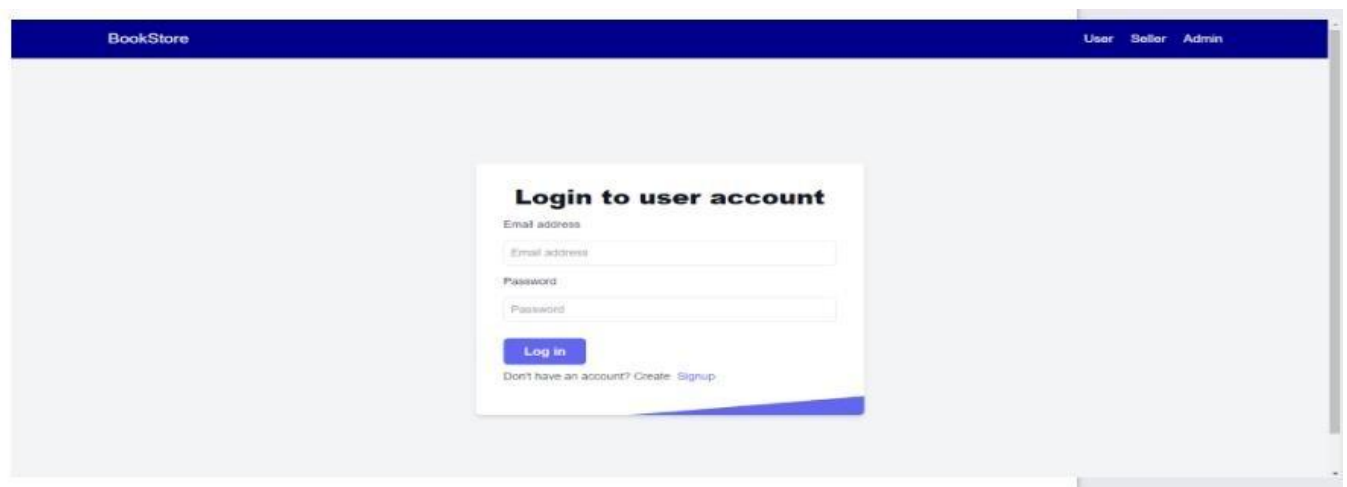 BookStore User Seller Admin
Login to user account
Email address
Email address
Password
Password
Log in
Don't have an account? Create Signup